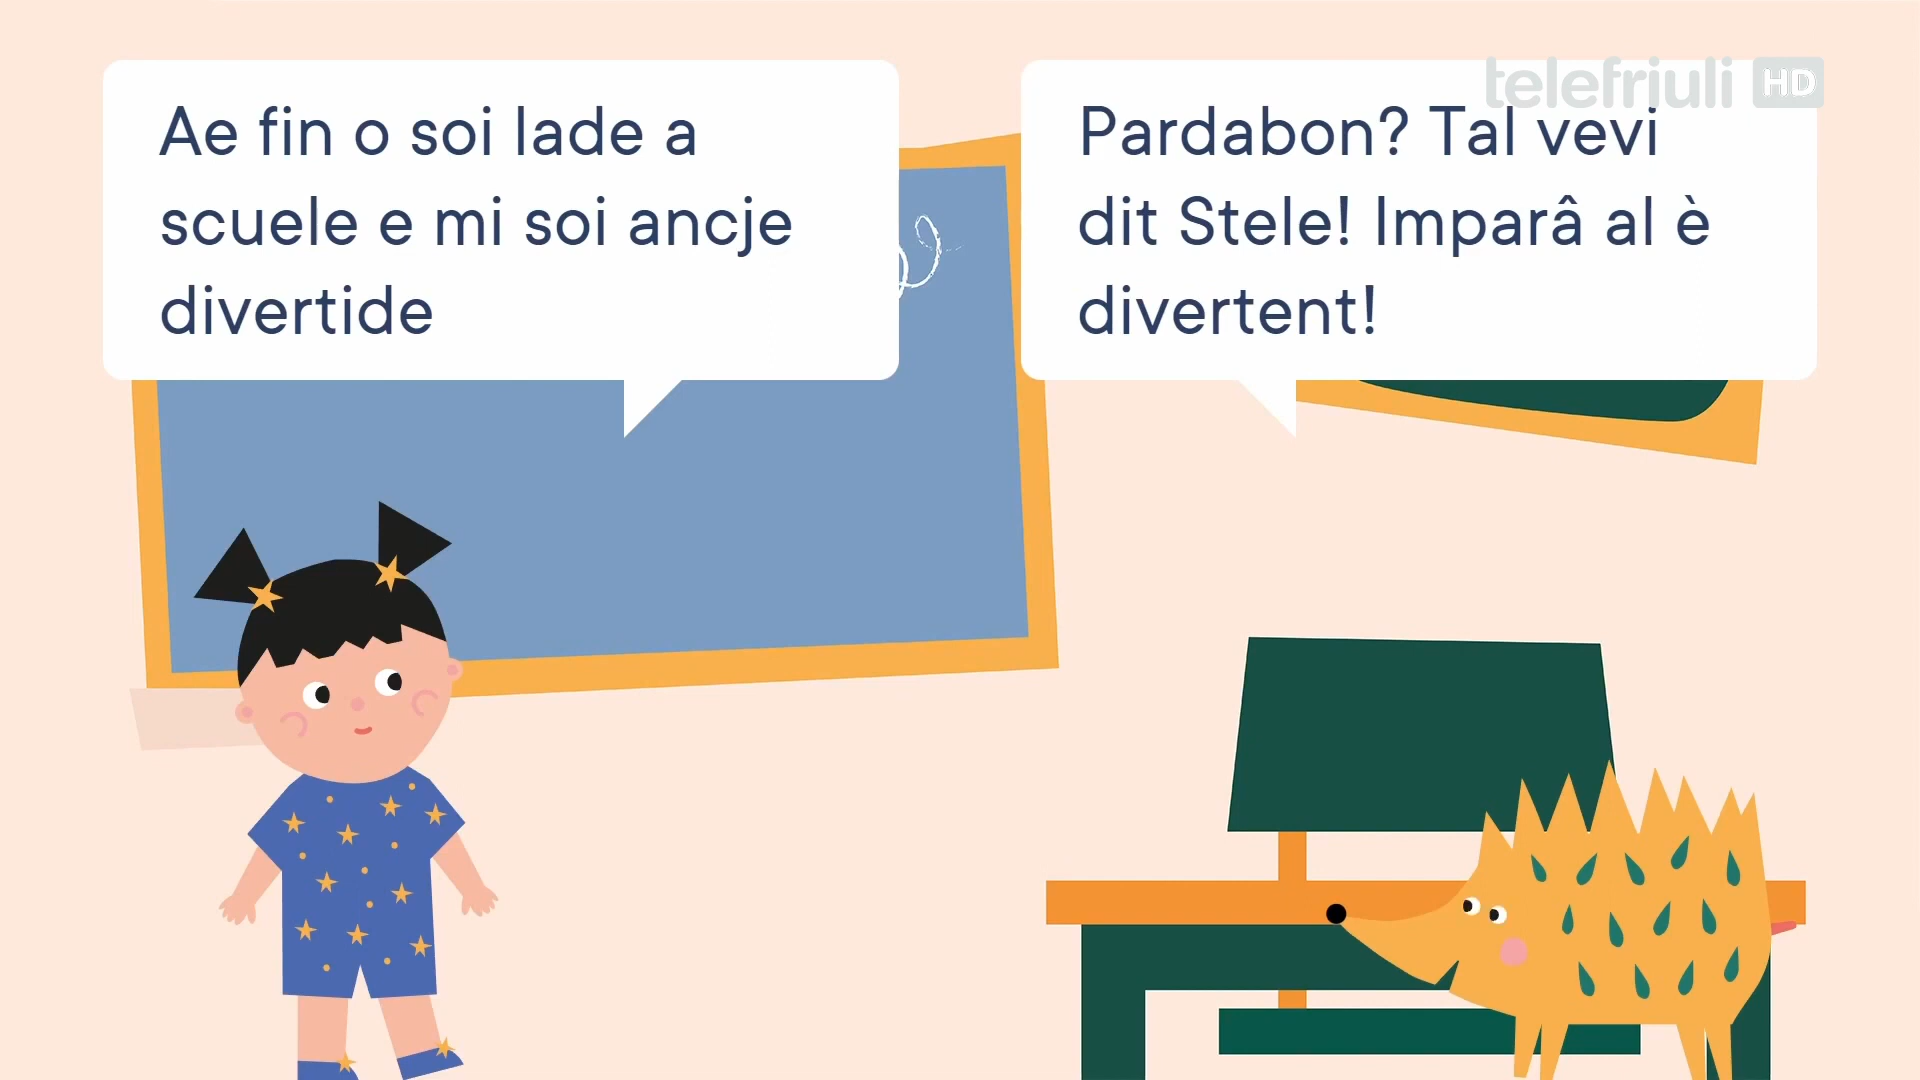 Ae fin o soi lade a
scuele e mi soi ancje
divertide
telefriuli HD
Pardabon? Tal vevi
dit Stele! Imparâ al è
divertent!